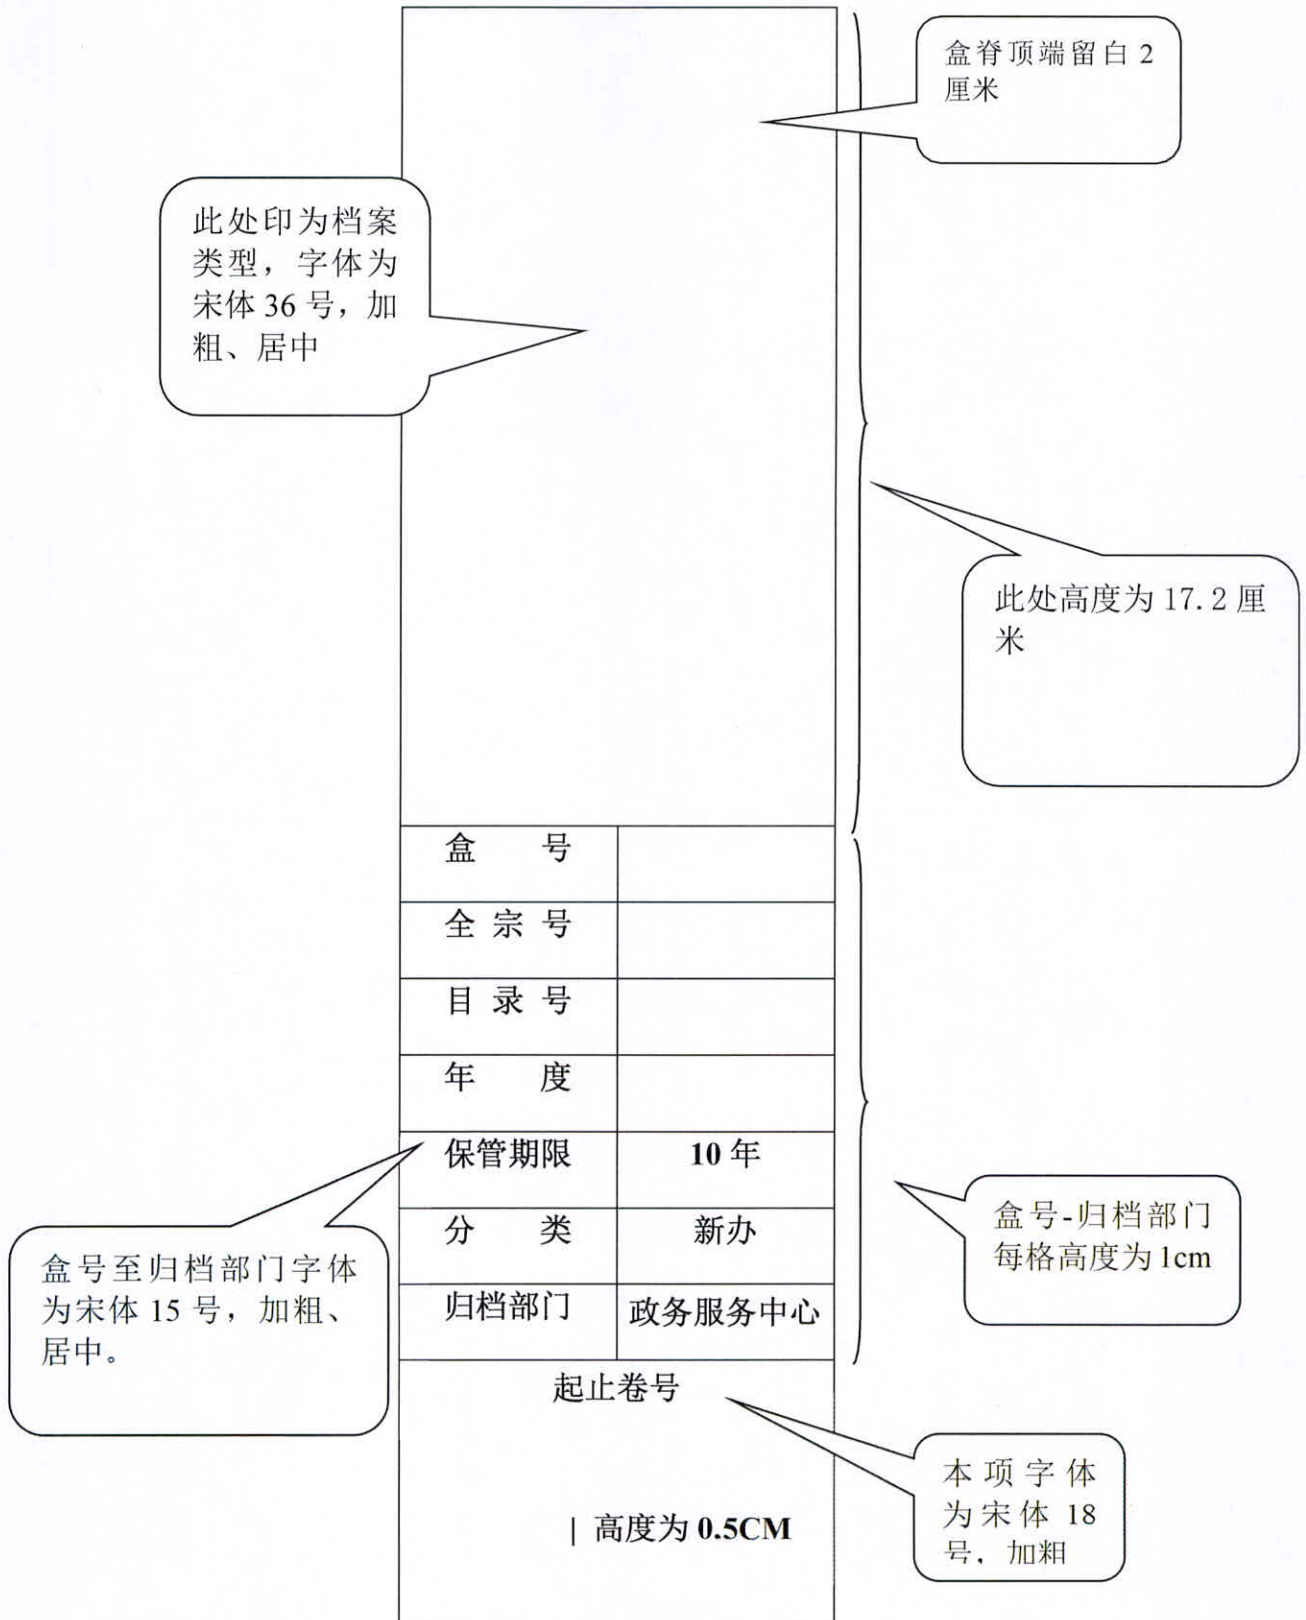 盒脊顶端留白 2
厘米
此处印为档案
类型，字体为
宋体 36 号，加
粗、居中
此处高度为 17.2 厘
米
盒 号
全 宗 号
目 录 号
年 度
保管期限 10 年
分 类 新办
归档部门 政务服务中心
盒号-归档部门
每格高度为 1cm
盒号至归档部门字体
为宋体 15 号，加粗、
居中。
起止卷号
本项字体
为宋体 18
号，加粗
| 高度为 0.5CM